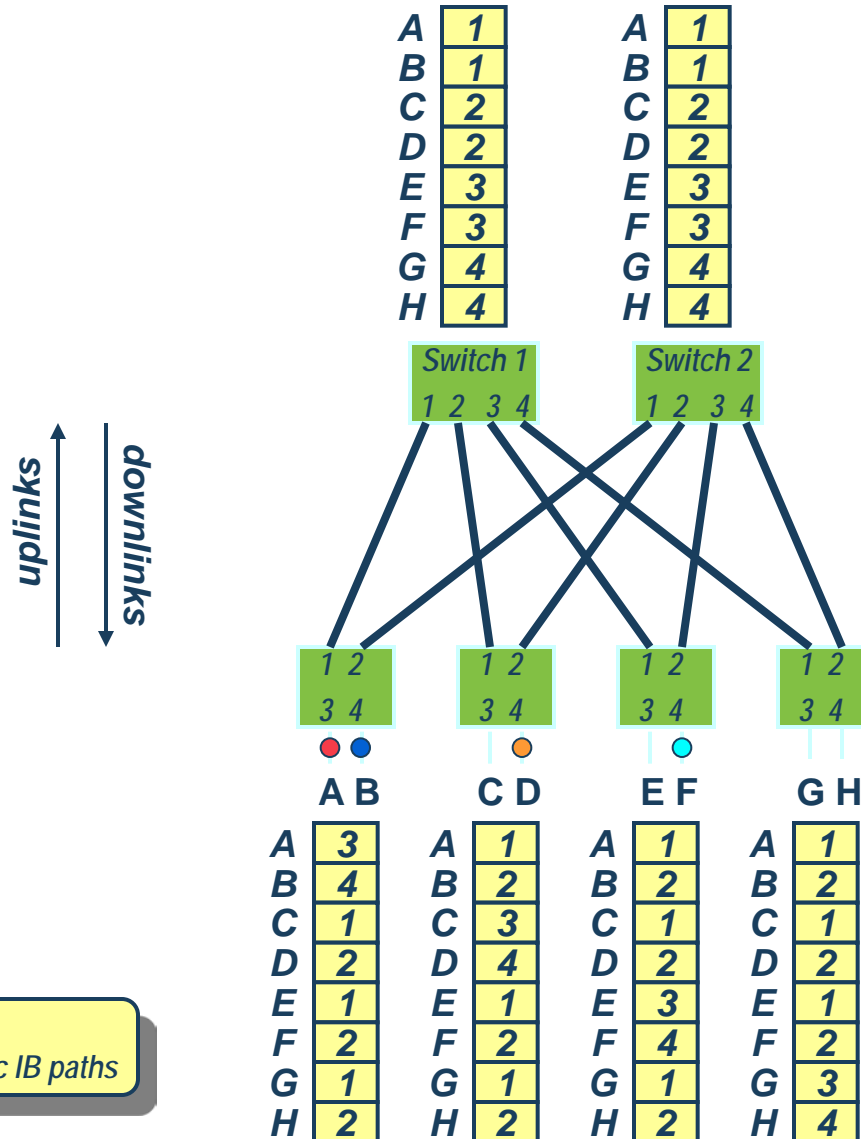 A 1 A 1
B 1 B 1
C 2 C 2
D 2 D 2
E 3 E 3
F 3 F 3
G 4 G 4
H 4 H 4
Switch 1 Switch 2
1 2 3 4 1 2 3 4
uplinks
downlinks
1 2 1 2 1 2 1 2
3 4 3 4 3 4 3 4
A B C D E F G H
A 3 A 1 A 1 A 1
B 4 B 2 B 2 B 2
C 1 C 3 C 1 C 1
D 2 D 4 D 2 D 2
E 1 E 1 E 3 E 1
F 2 F 2 F 4 F 2
G 1 G 1 G 1 G 3
H 2 H 2 H 2 H 4
c IB paths